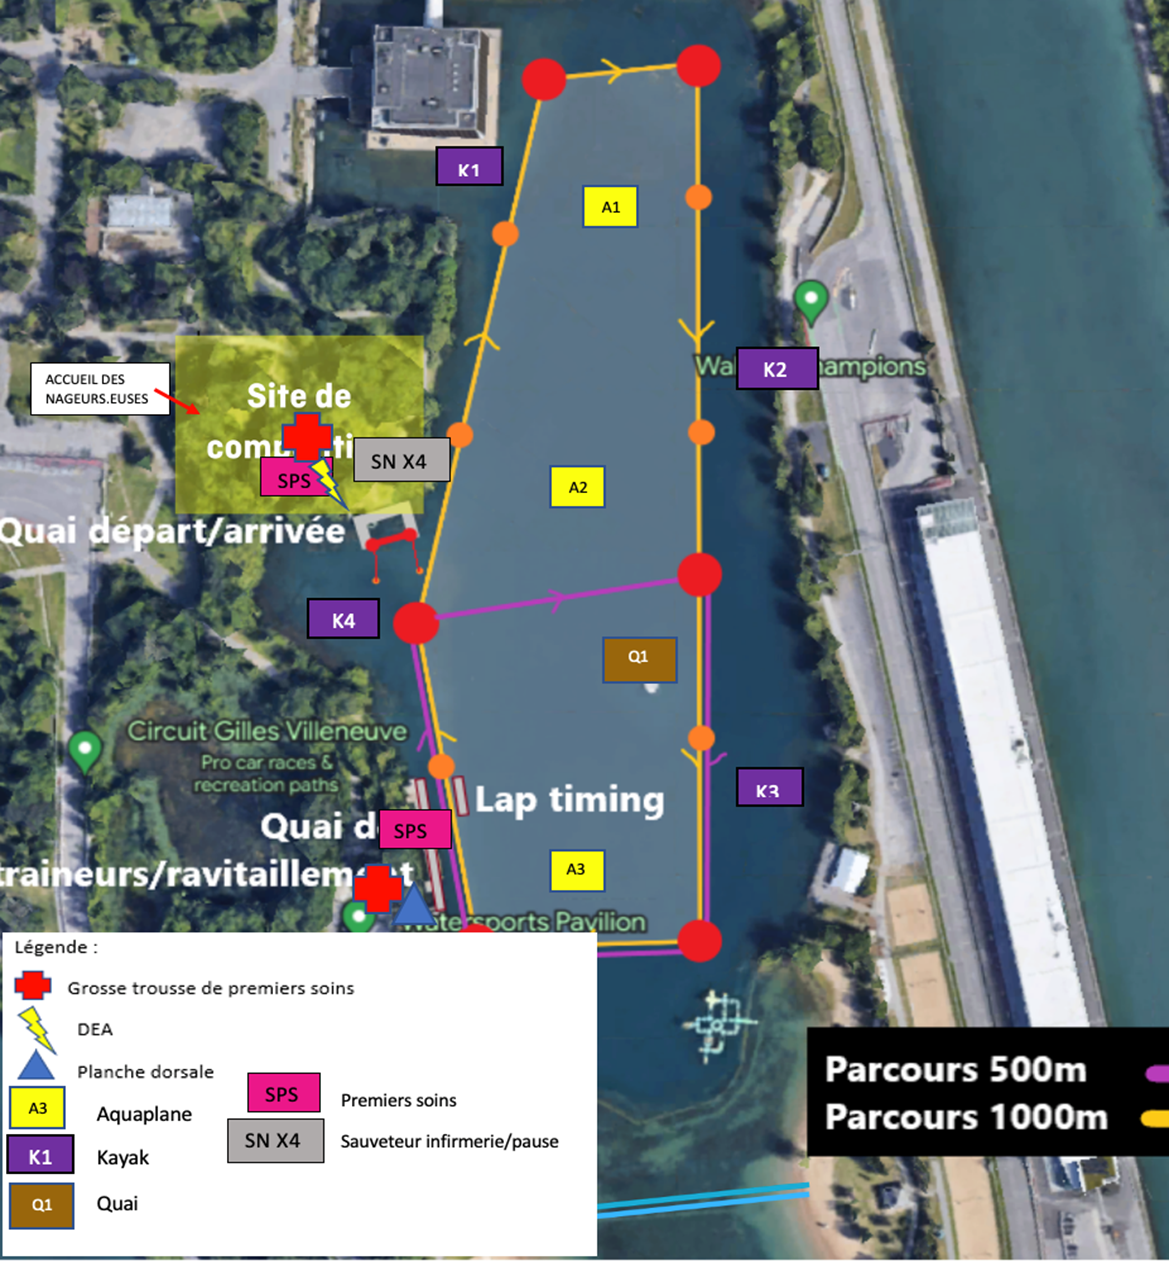 K1
A1
Wa
K2
ampions
ACCUEIL DES
NAGEURS.EUSES
Site de
comp
ti
SPS
SN X4
A2
Quai départ/arrivée
K4
Q1
Circuit Gilles Villeneuve
Pro car races &
recreation paths
K3
Lap timing
Quai d
SPS
traineurs/ravitaillem
t
A3
Watersports Pavilion
Légende :
Grosse trousse de premiers soins
DEA
Planche dorsale
A3
Aquaplane
SPS
Premiers soins
K1
Kayak
SN X4
Sauveteur infirmerie/pause
Q1
Quai
Parcours 500m
Parcours 1000m